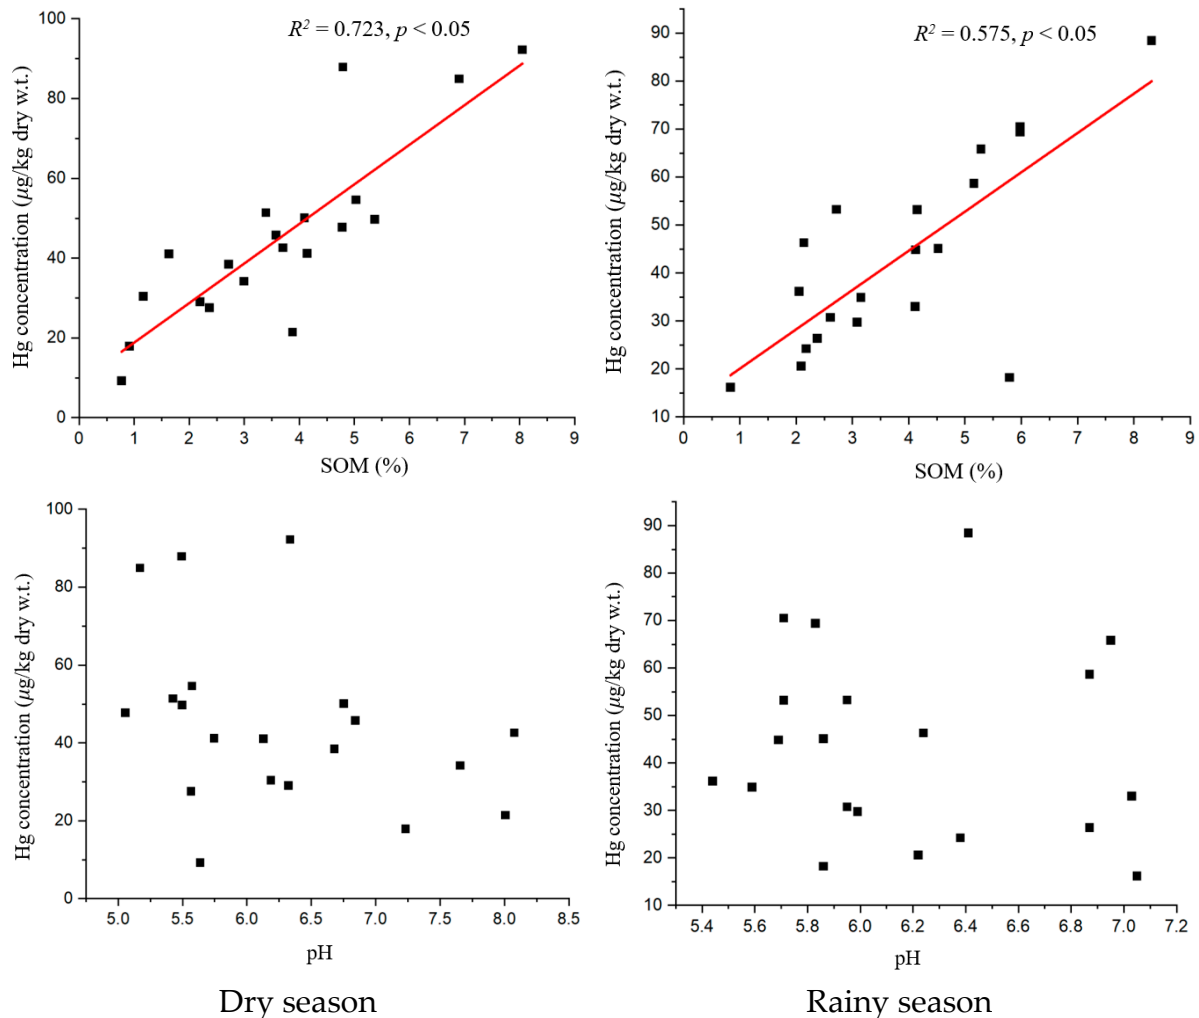 R² = 0.723, p < 0.05
100
80
60
40
20
0
Hg concentration (µg/kg dry w.t.)
0 1 2 3 4 5 6 7 8 9
SOM (%)
R² = 0.575, p < 0.05
90
80
70
60
50
40
30
20
10
Hg concentration (µg/kg dry w.t.)
0 1 2 3 4 5 6 7 8 9
SOM (%)
100
80
60
40
20
0
Hg concentration (µg/kg dry w.t.)
5.0 5.5 6.0 6.5 7.0 7.5 8.0 8.5
pH
Dry season
90
80
70
60
50
40
30
20
10
Hg concentration (µg/kg dry w.t.)
5.4 5.6 5.8 6.0 6.2 6.4 6.6 6.8 7.0 7.2
pH
Rainy season